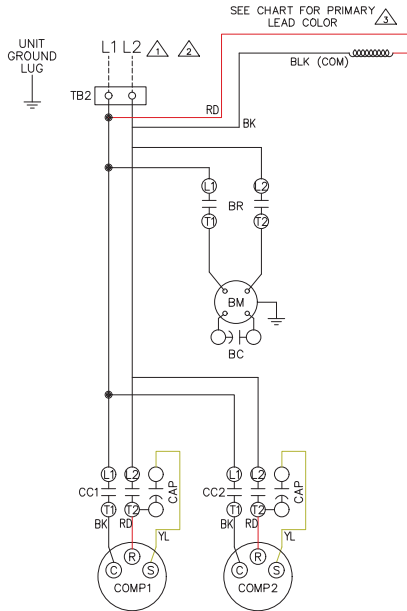 SEE CHART FOR PRIMARY
LEAD COLOR
3
UNIT
GROUND
LUG
L1 L2 1 2
BLK (COM)
TB2
RD
BK
L1 L2
BR
T1 T2
BM
BC
L1 L2
CC1
CAP
T1 T2
BK RD
YL
R
C S
COMP1
L1 L2
CC2
CAP
T1 T2
BK RD
YL
R
C S
COMP2